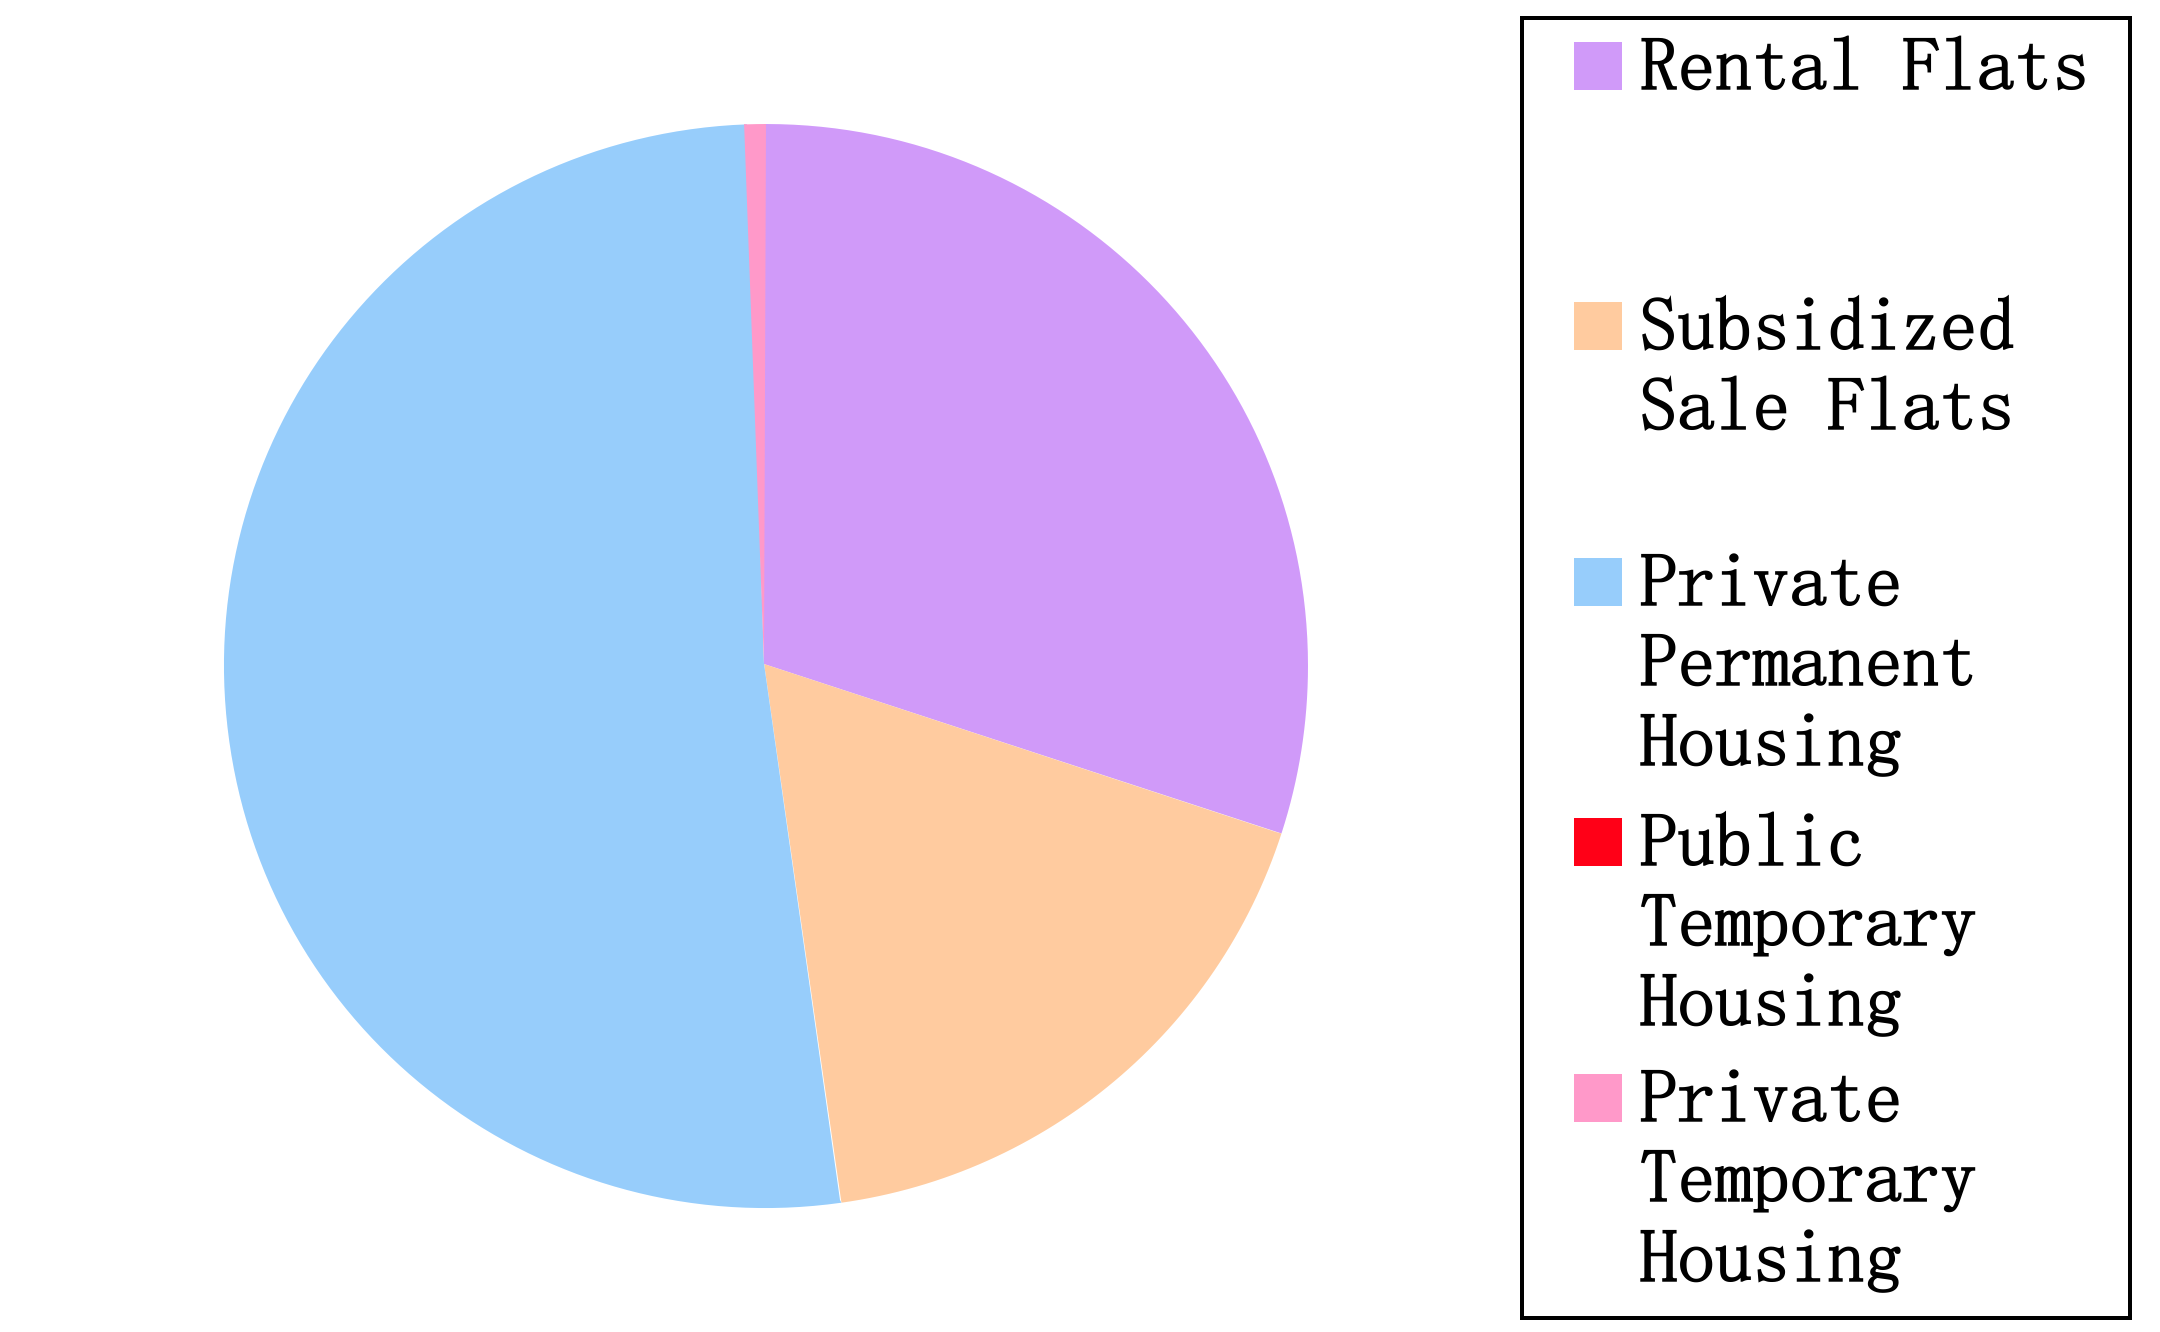 Rental Flats
Subsidized
Sale Flats
Private
Permanent
Housing
Public
Temporary
Housing
Private
Temporary
Housing